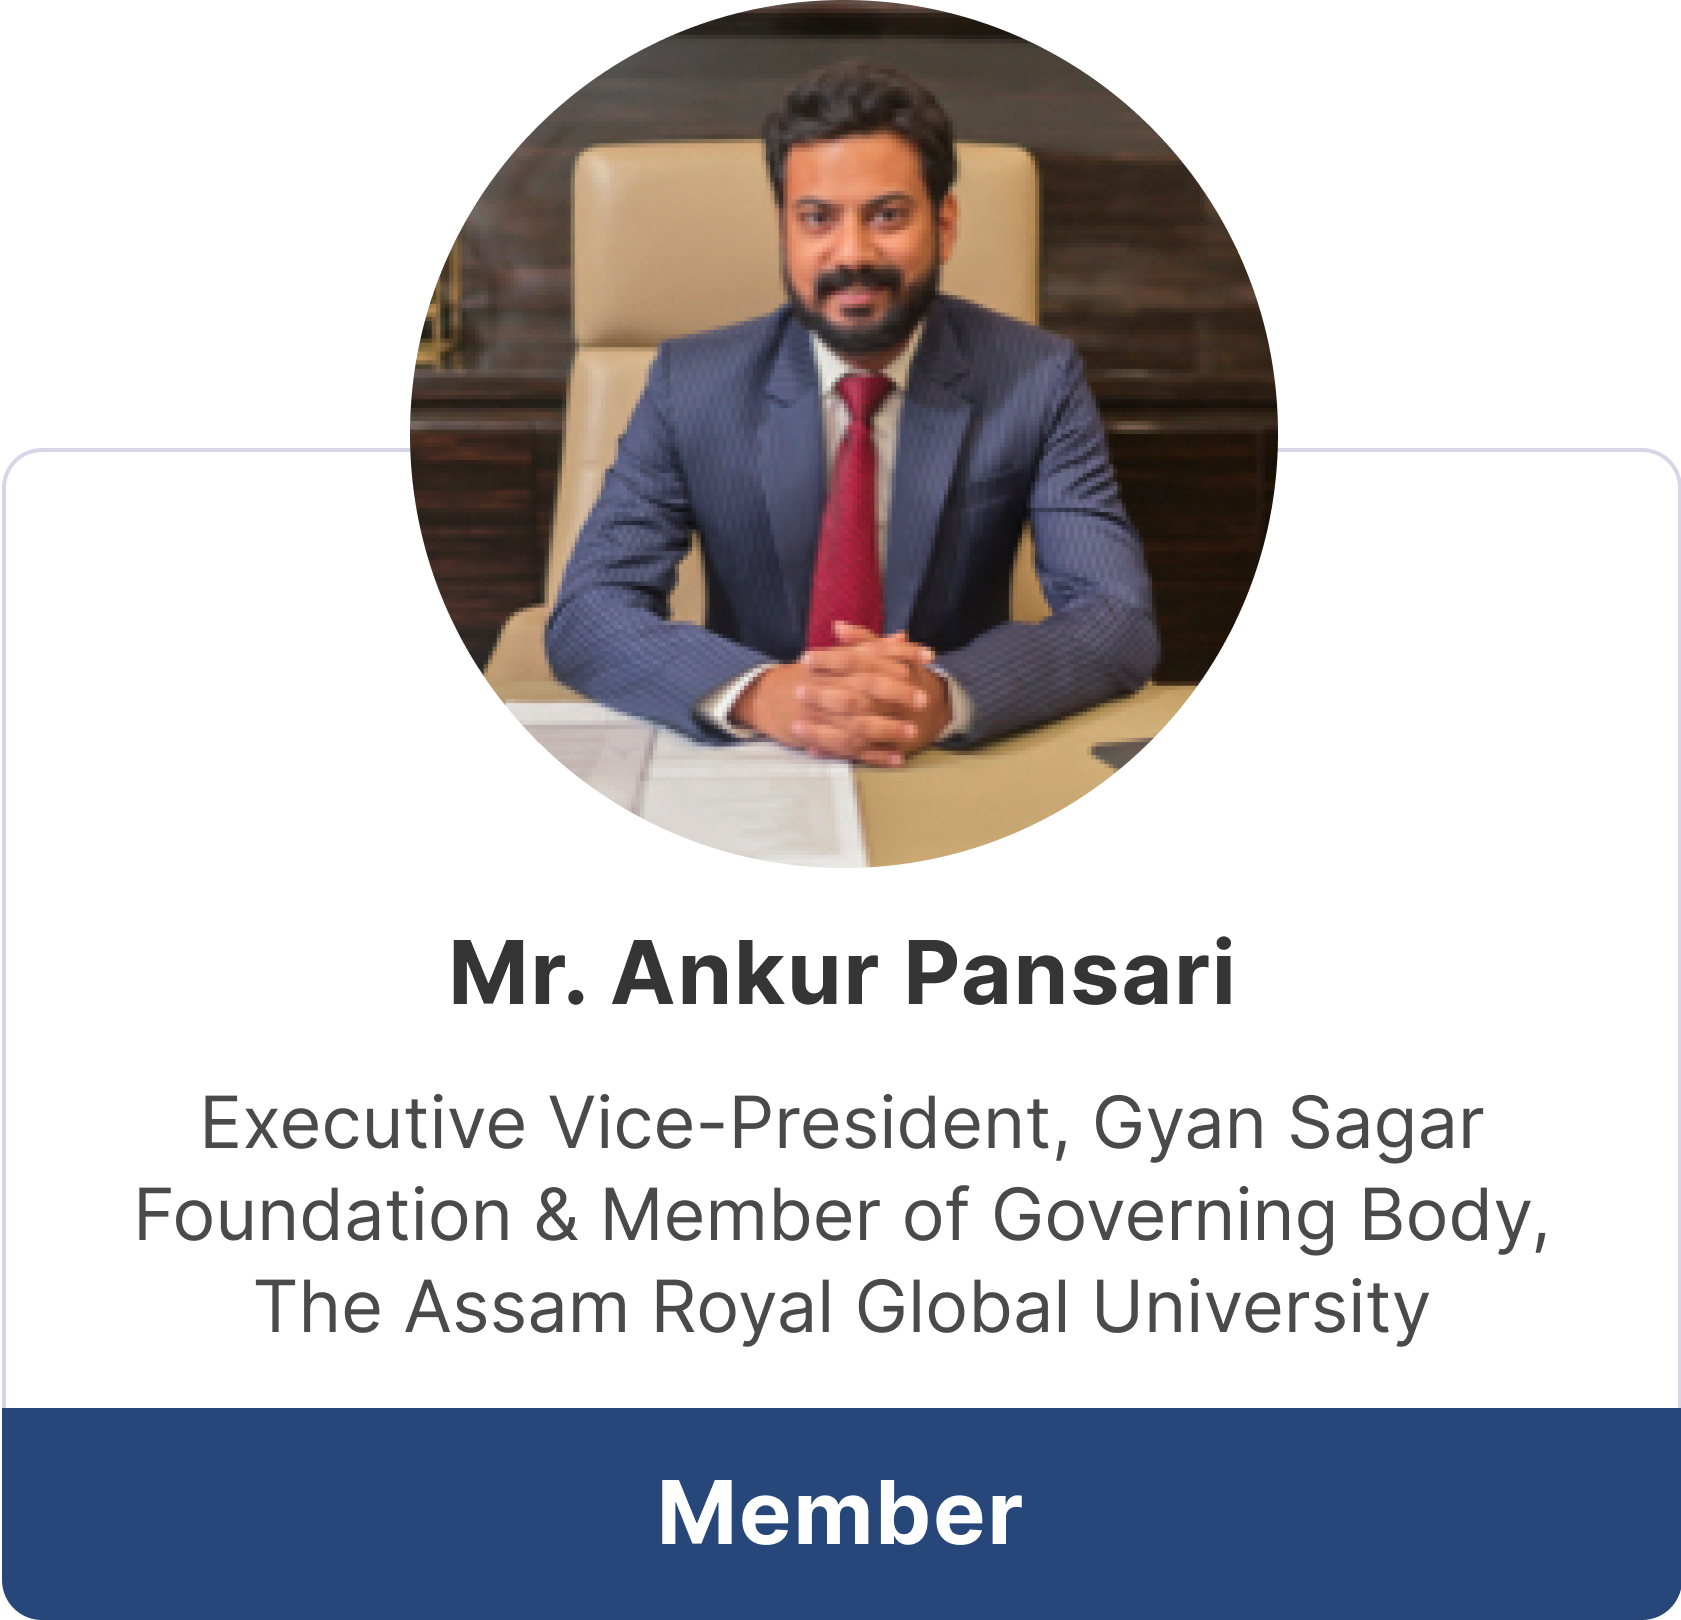 Mr. Ankur Pansari
Executive Vice-President, Gyan Sagar
Foundation & Member of Governing Body,
The Assam Royal Global University
Member